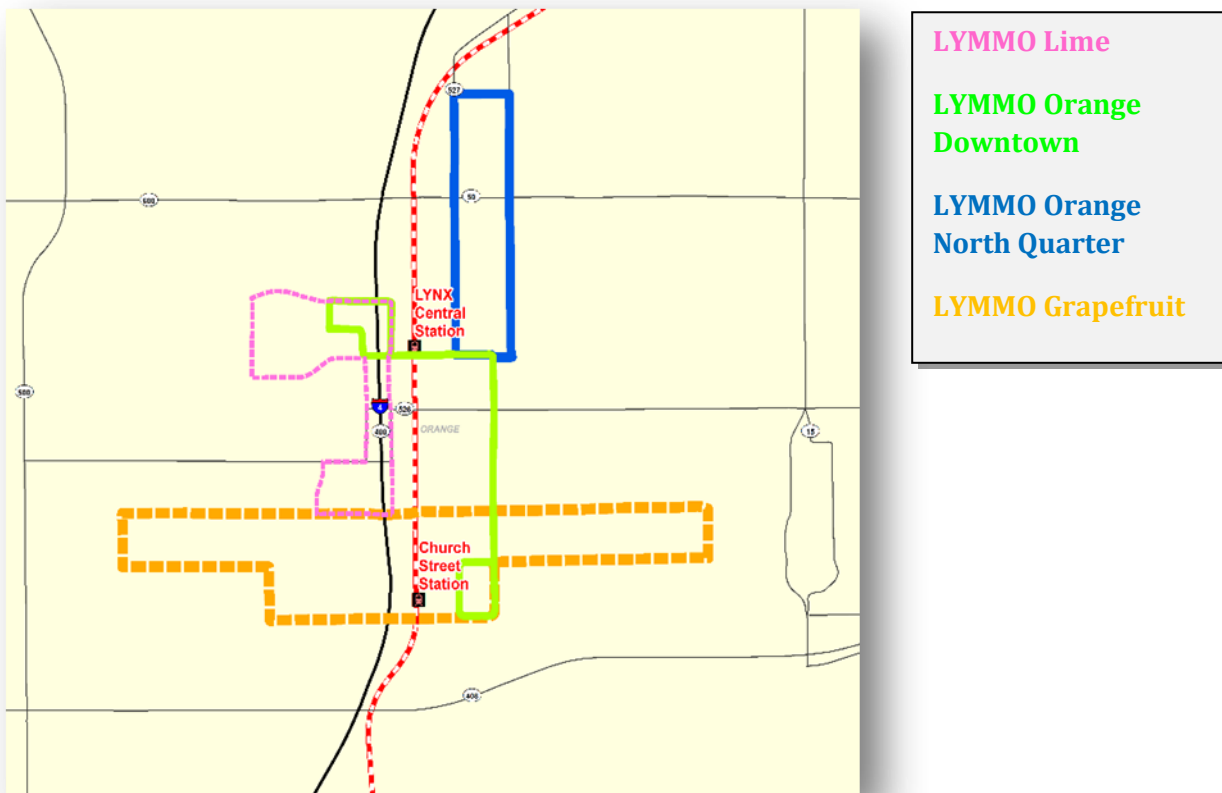 527
600
50
LYNX
Central
Station
500
4
526
400
ORANGE
15
Church
Street
Station
408
LYMMO Lime
LYMMO Orange
Downtown
LYMMO Orange
North Quarter
LYMMO Grapefruit